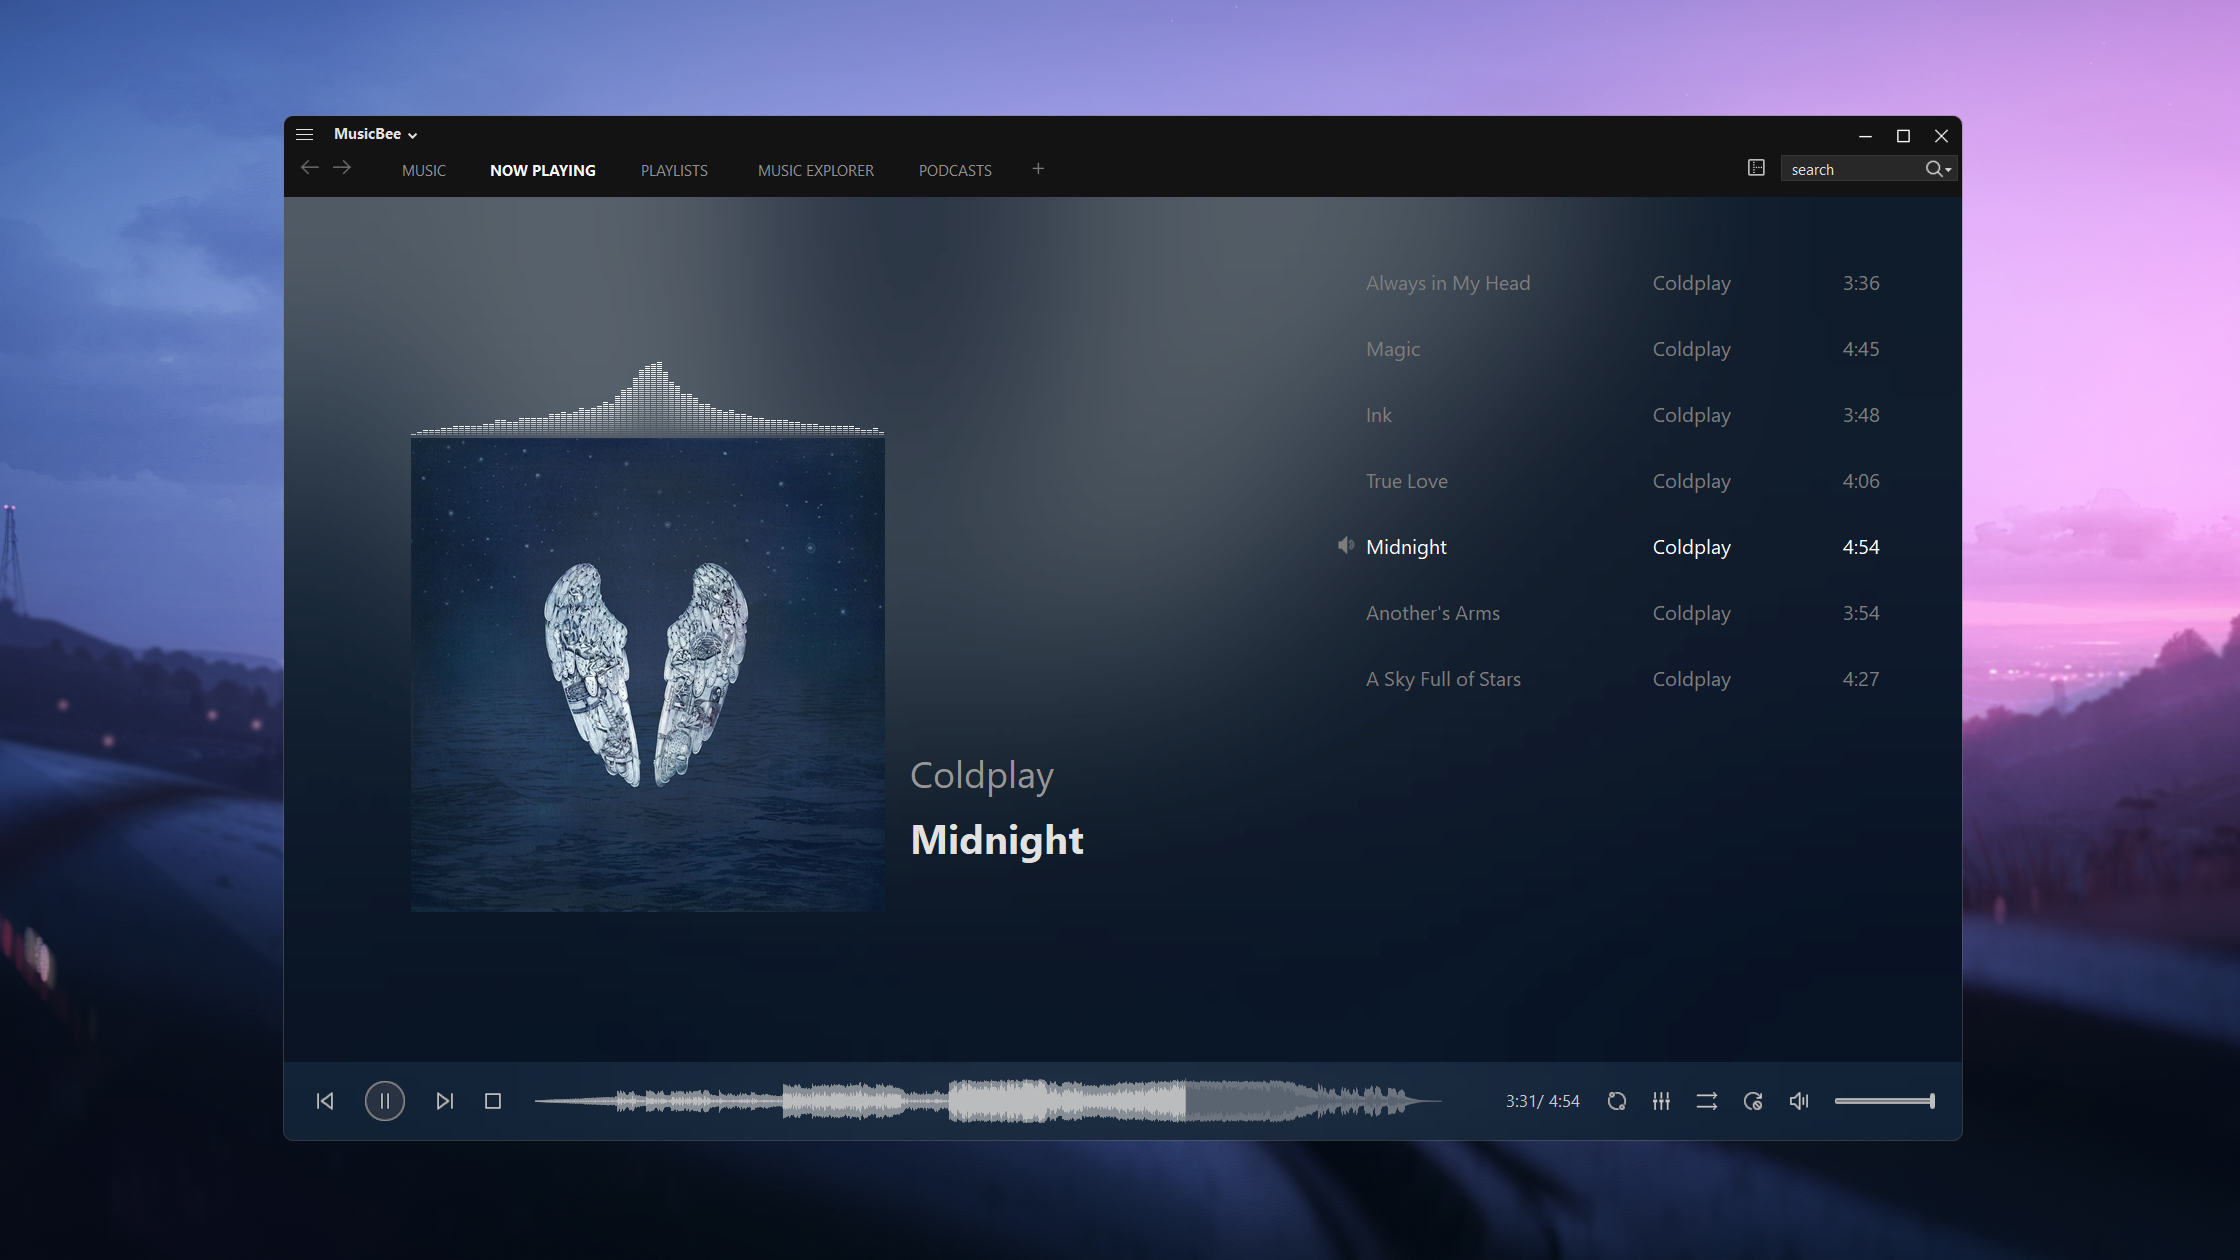 MusicBee
MUSIC NOW PLAYING PLAYLISTS MUSIC EXPLORER PODCASTS + search
Always in My Head Coldplay 3:36
Magic Coldplay 4:45
Ink Coldplay 3:48
True Love Coldplay 4:06
Midnight Coldplay 4:54
Another's Arms Coldplay 3:54
A Sky Full of Stars Coldplay 4:27
Coldplay
Midnight
3:31/ 4:54